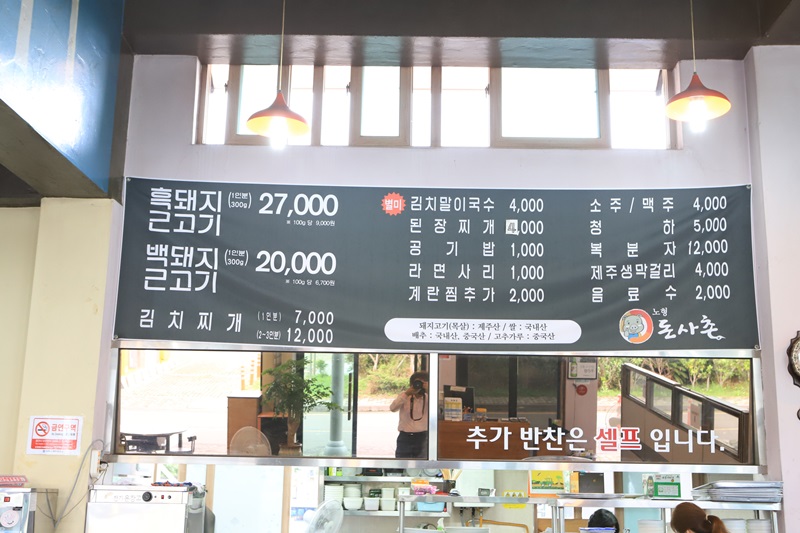 흑돼지 (1인분) 27,000
근고기 (300g) ※ 100g 당 9,000원
백돼지 (1인분) 20,000
근고기 (300g) ※ 100g 당 6,700원
김치찌개 (1인분) 7,000
(2~3인분) 12,000
별미 김치말이국수 4,000
된장찌개 4,000
공기밥 1,000
라면사리 1,000
계란찜추가 2,000
소주/맥주 4,000
청하 5,000
복분자 12,000
제주생막걸리 4,000
음료수 2,000
돼지고기(목살) : 제주산 / 쌀 : 국내산
배추 : 국내산, 중국산 / 고추가루 : 중국산
노형
돈사촌
추가 반찬은 셀프 입니다.
금연구역